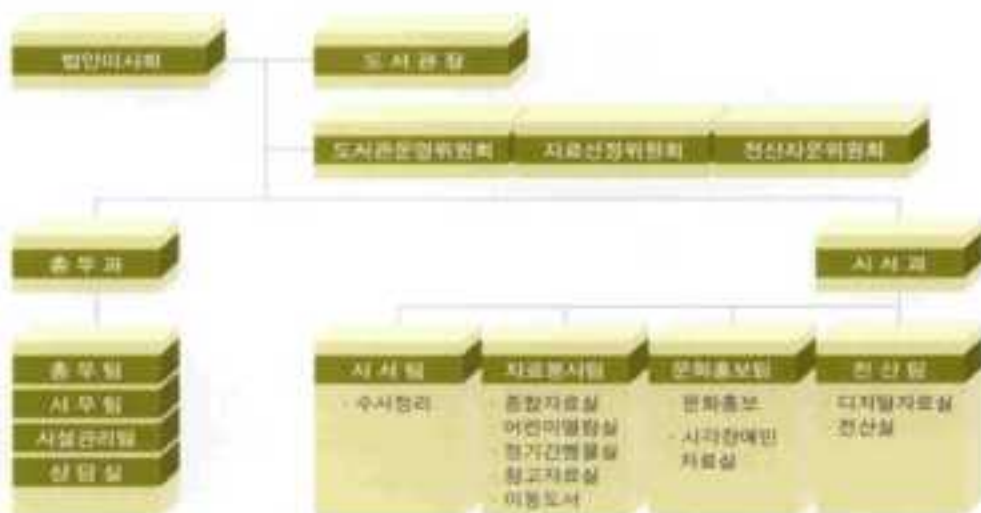 법인이사회
도서관장
도서관운영위원회
자료선정위원회
전산자문위원회
총무과
사서과
총무팀
서무팀
시설관리팀
상담실
사서팀
· 수서정리
자료봉사팀
· 종합자료실
어린이열람실
· 정기간행물실
참고자료실
· 이동도서
문화홍보팀
문화홍보
· 시각장애인
자료실
전산팀
디지털자료실
전산실